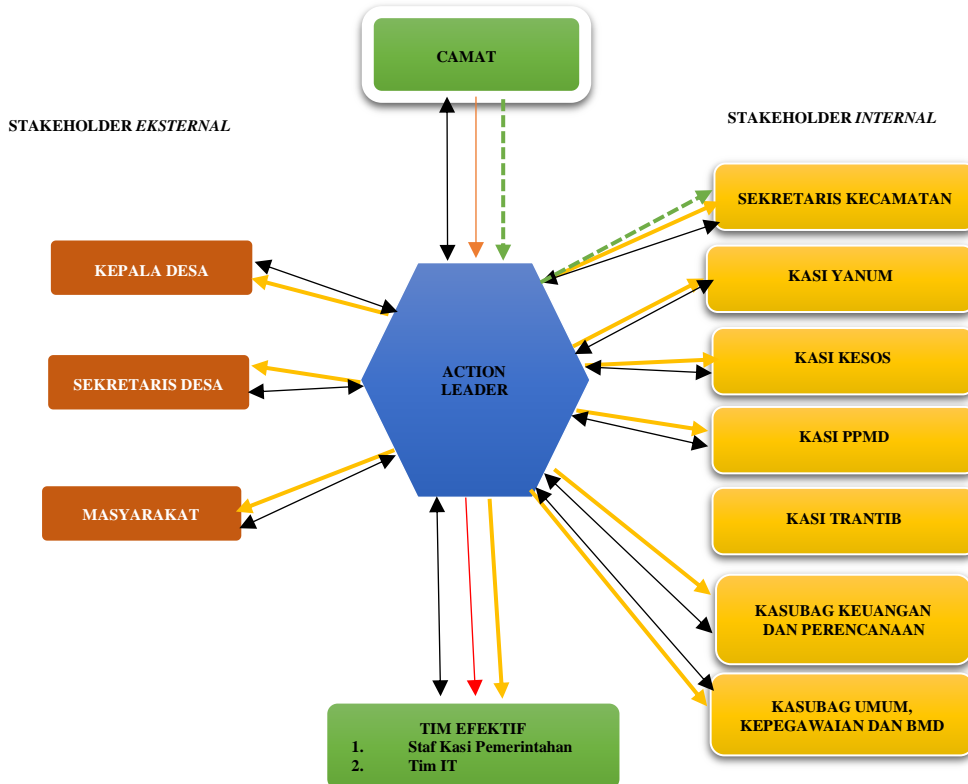 CAMAT
STAKEHOLDER EKSTERNAL
STAKEHOLDER INTERNAL
SEKRETARIS KECAMATAN
KEPALA DESA
KASI YANUM
SEKRETARIS DESA
ACTION
LEADER
KASI KESOS
KASI PPMD
MASYARAKAT
KASI TRANTIB
KASUBAG KEUANGAN
DAN PERENCANAAN
KASUBAG UMUM,
KEPEGAWAIAN DAN BMD
TIM EFEKTIF
1. Staf Kasi Pemerintahan
2. Tim IT